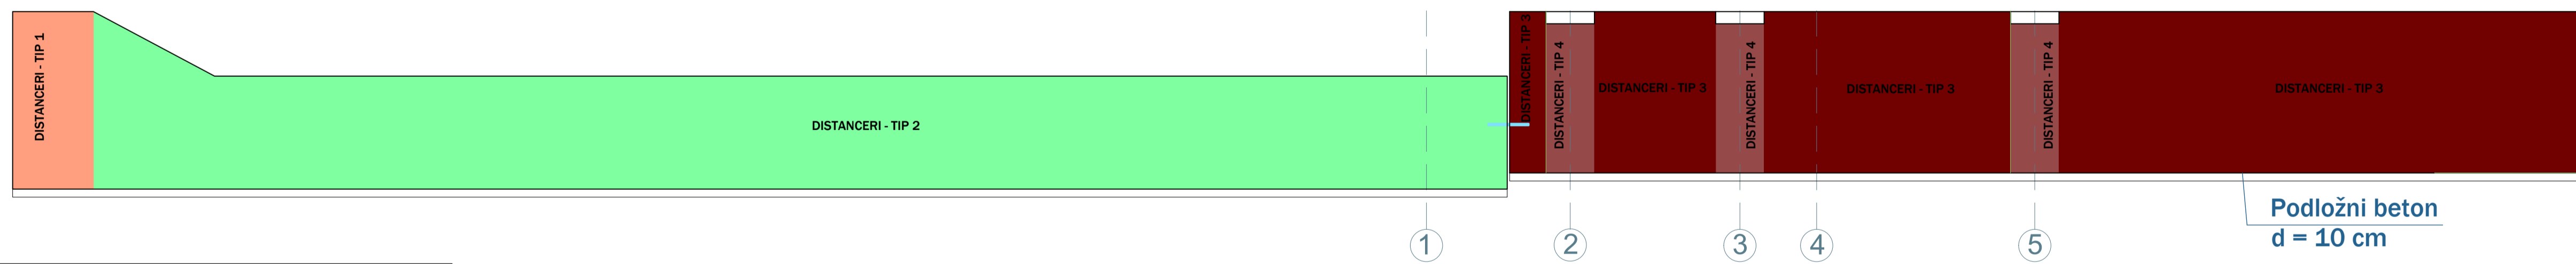 DISTANCERI - TIP 1
DISTANCERI - TIP 2
DISTANCERI - TIP 3
DISTANCERI - TIP 4
DISTANCERI - TIP 3
DISTANCERI - TIP 4
DISTANCERI - TIP 3
DISTANCERI - TIP 4
DISTANCERI - TIP 3
Podložni beton
d = 10 cm
1
2
3
4
5